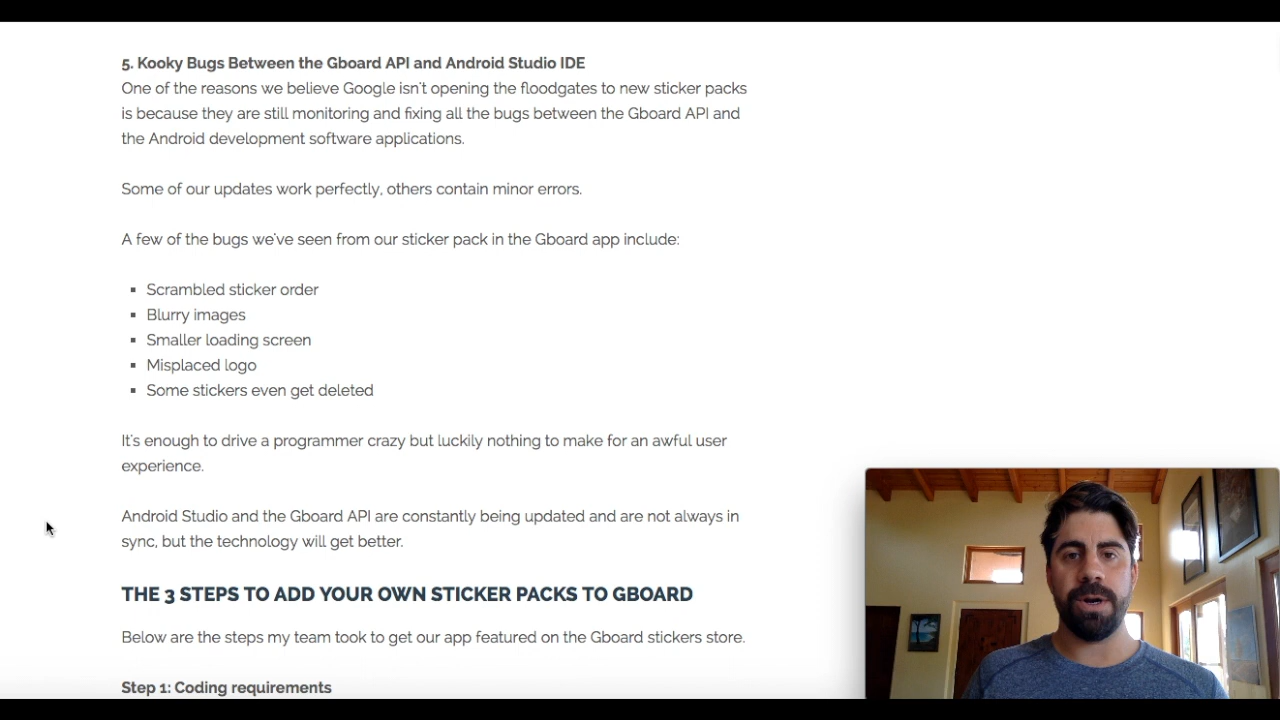 5. Kooky Bugs Between the Gboard API and Android Studio IDE
One of the reasons we believe Google isn't opening the floodgates to new sticker packs
is because they are still monitoring and fixing all the bugs between the Gboard API and
the Android development software applications.
Some of our updates work perfectly, others contain minor errors.
A few of the bugs we've seen from our sticker pack in the Gboard app include:
▪ Scrambled sticker order
▪ Blurry images
▪ Smaller loading screen
▪ Misplaced logo
▪ Some stickers even get deleted
It's enough to drive a programmer crazy but luckily nothing to make for an awful user
experience.
Android Studio and the Gboard API are constantly being updated and are not always in
sync, but the technology will get better.
THE 3 STEPS TO ADD YOUR OWN STICKER PACKS TO GBOARD
Below are the steps my team took to get our app featured on the Gboard stickers store.
Step 1: Coding requirements